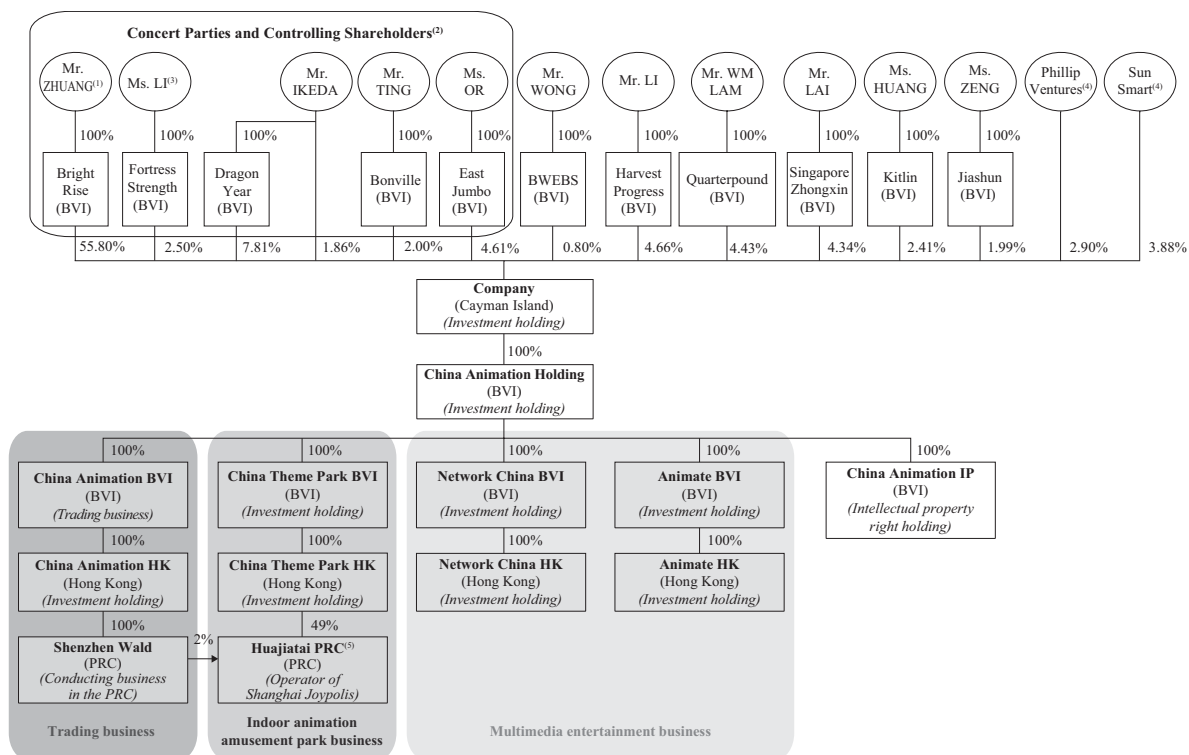 Concert Parties and Controlling Shareholders(2)
Mr.
ZHUANG(1)
Ms. LI(3)
Mr.
IKEDA
Mr.
TING
Ms.
OR
Mr.
WONG
Mr. LI
Mr. WM
LAM
Mr.
LAI
Ms.
HUANG
Ms.
ZENG
Phillip
Ventures(4)
Sun
Smart(4)
100%
100%
100%
100%
100%
100%
100%
100%
100%
100%
100%
Bright
Rise
(BVI)
Fortress
Strength
(BVI)
Dragon
Year
(BVI)
Bonville
(BVI)
East
Jumbo
(BVI)
BWEBS
(BVI)
Harvest
Progress
(BVI)
Quarterpound
(BVI)
Singapore
Zhongxin
(BVI)
Kitlin
(BVI)
Jiashun
(BVI)
55.80%
2.50%
7.81%
1.86%
2.00%
4.61%
0.80%
4.66%
4.43%
4.34%
2.41%
1.99%
2.90%
3.88%
Company
(Cayman Island)
(Investment holding)
100%
China Animation Holding
(BVI)
(Investment holding)
100%
100%
100%
100%
100%
China Animation BVI
(BVI)
(Trading business)
China Theme Park BVI
(BVI)
(Investment holding)
Network China BVI
(BVI)
(Investment holding)
Animate BVI
(BVI)
(Investment holding)
China Animation IP
(BVI)
(Intellectual property
right holding)
100%
100%
100%
100%
China Animation HK
(Hong Kong)
(Investment holding)
China Theme Park HK
(Hong Kong)
(Investment holding)
Network China HK
(Hong Kong)
(Investment holding)
Animate HK
(Hong Kong)
(Investment holding)
100%
49%
Shenzhen Wald
(PRC)
(Conducting business
in the PRC)
2%
Huajiatai PRC(5)
(PRC)
(Operator of
Shanghai Joypolis)
Trading business
Indoor animation
amusement park business
Multimedia entertainment business